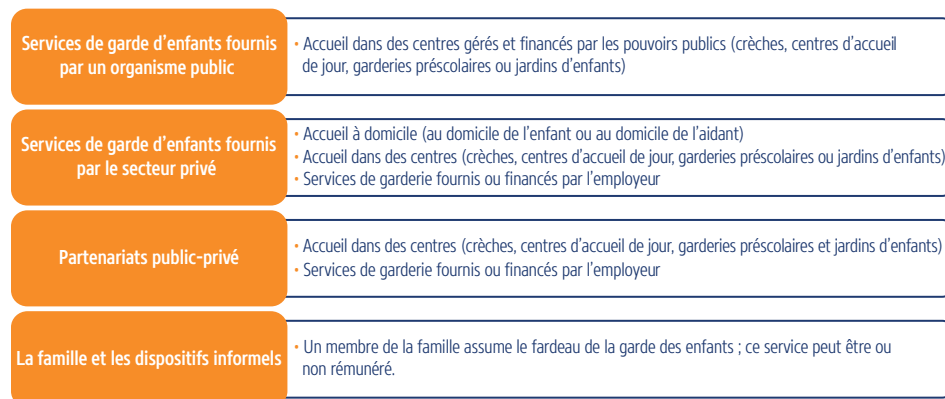 Services de garde d'enfants fournis
par un organisme public
• Accueil dans des centres gérés et financés par les pouvoirs publics (crèches, centres d'accueil
de jour, garderies préscolaires ou jardins d'enfants)
Services de garde d'enfants fournis
par le secteur privé
• Accueil à domicile (au domicile de l'enfant ou au domicile de l'aidant)
• Accueil dans des centres (crèches, centres d'accueil de jour, garderies préscolaires ou jardins d'enfants)
• Services de garderie fournis ou financés par l'employeur
Partenariats public-privé
• Accueil dans des centres (crèches, centres d'accueil de jour, garderies préscolaires et jardins d'enfants)
• Services de garderie fournis ou financés par l'employeur
La famille et les dispositifs informels
• Un membre de la famille assume le fardeau de la garde des enfants ; ce service peut être ou
non rémunéré.